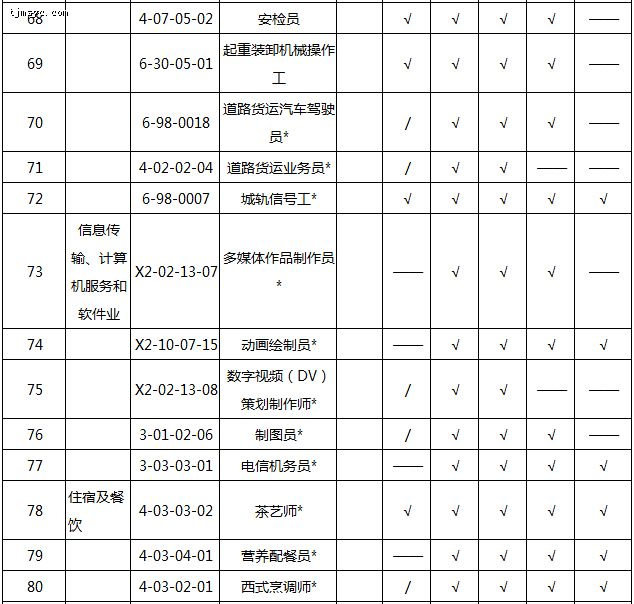 tjmsyc.com
68 4-07-05-02 安检员 √ √ √ √ ——
69 6-30-05-01 起重装卸机械操作
工 √ √ √ √ ——
70 6-98-0018 道路货运汽车驾驶
员* / √ √ √ ——
71 4-02-02-04 道路货运业务员* / √ √ —— ——
72 6-98-0007 城轨信号工* √ √ √ √ √
73 信息传
输、计算
机服务和
软件业 X2-02-13-07 多媒体作品制作员
* —— √ √ √ ——
74 X2-10-07-15 动画绘制员* —— √ √ √ √
75 X2-02-13-08 数字视频（DV）
策划制作师* / √ √ —— ——
76 3-01-02-06 制图员* / √ √ √ ——
77 3-03-03-01 电信机务员* —— √ √ √ √
78 住宿及餐
饮 4-03-03-02 茶艺师* √ √ √ √ √
79 4-03-04-01 营养配餐员* —— √ √ √ √
80 4-03-02-01 西式烹调师* / √ √ √ √